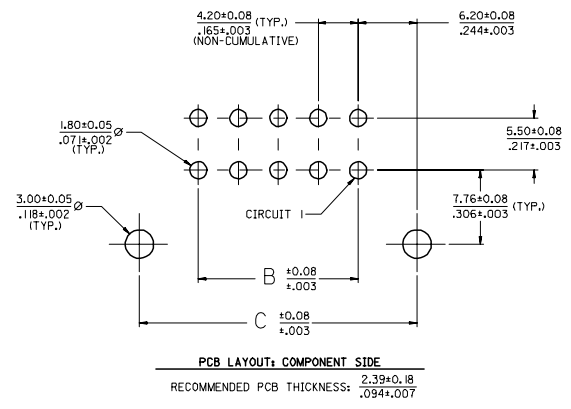 4.20±0.08
.165±.003
(TYP.)
(NON-CUMULATIVE)
6.20±0.08
.244±.003
1.80±0.05
.071±.002
⌀
(TYP.)
5.50±0.08
.217±.003
3.00±0.05
.118±.002
⌀
(TYP.)
CIRCUIT 1
7.76±0.08
.306±.003
(TYP.)
B ±0.08
±.003
C ±0.08
±.003
PCB LAYOUT: COMPONENT SIDE
RECOMMENDED PCB THICKNESS: 2.39±0.18
.094±.007